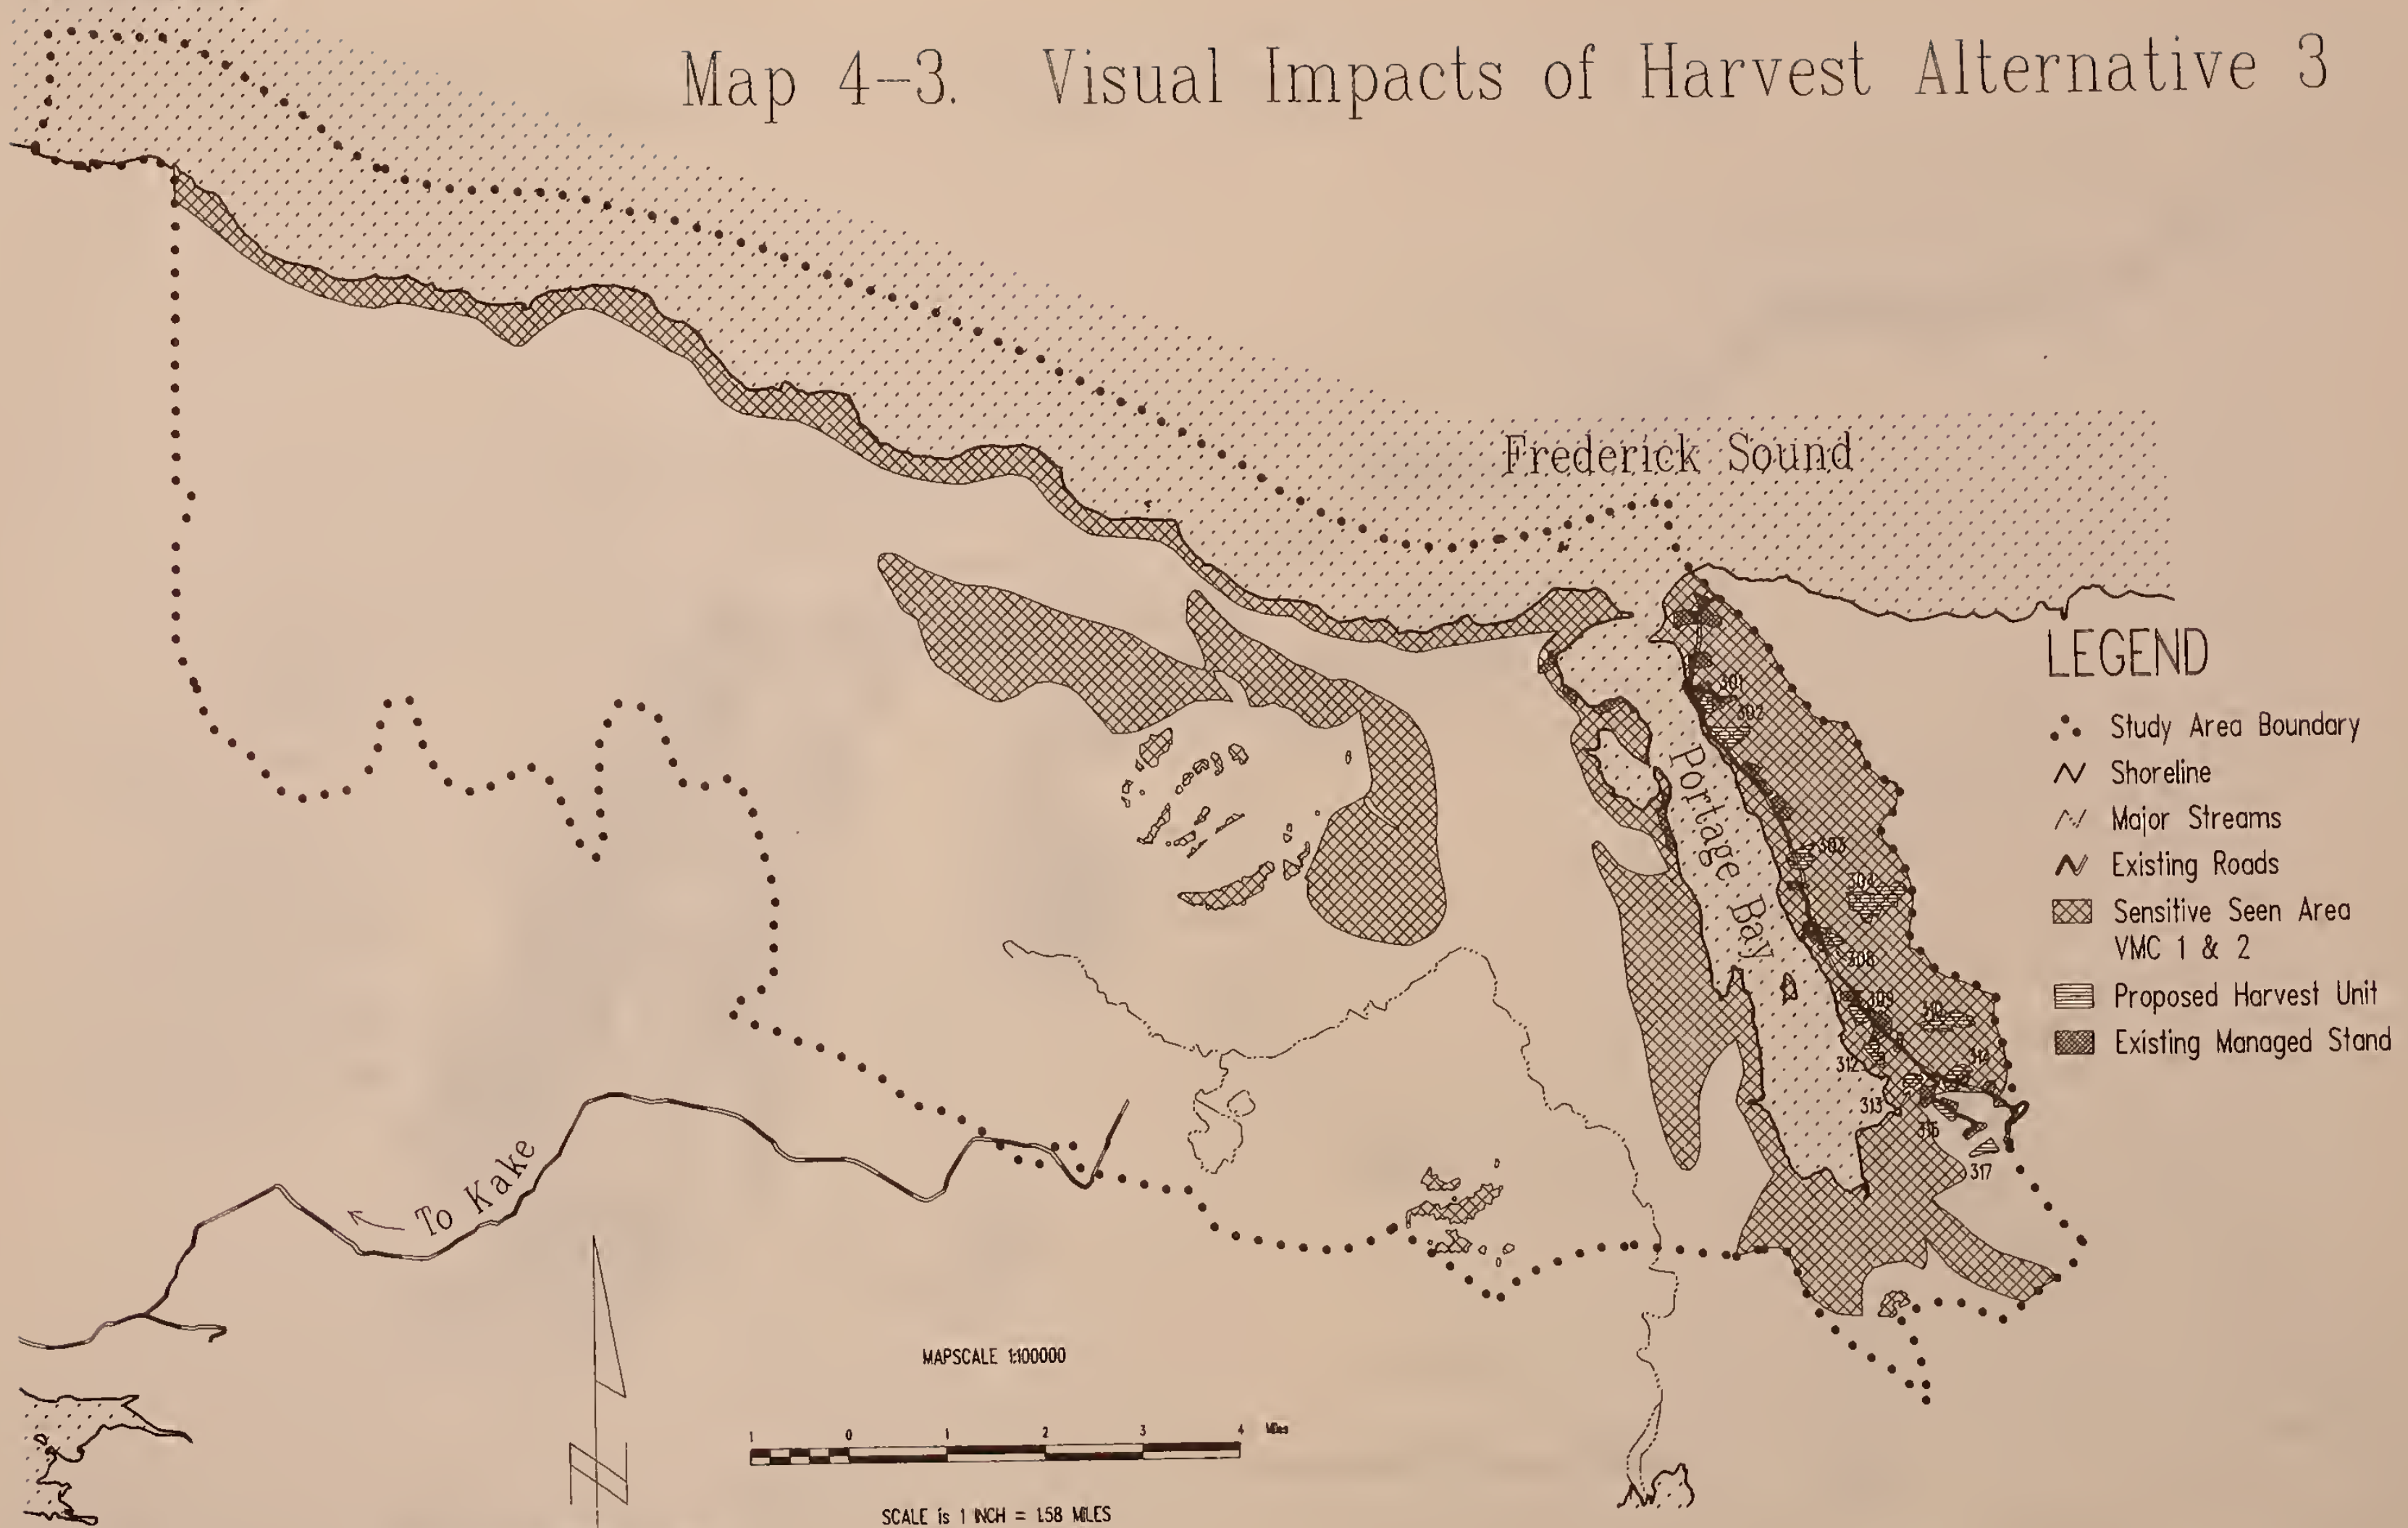 Map 4-3. Visual Impacts of Harvest Alternative 3
Frederick Sound
Portage Bay
301
302
303
304
308
309
310
312
313
314
315
317
To Kake
LEGEND
Study Area Boundary
Shoreline
Major Streams
Existing Roads
Sensitive Seen Area
VMC 1 & 2
Proposed Harvest Unit
Existing Managed Stand
MAPSCALE 1:100000
1 0 1 2 3 4 Miles
SCALE is 1 INCH = 1.58 MILES